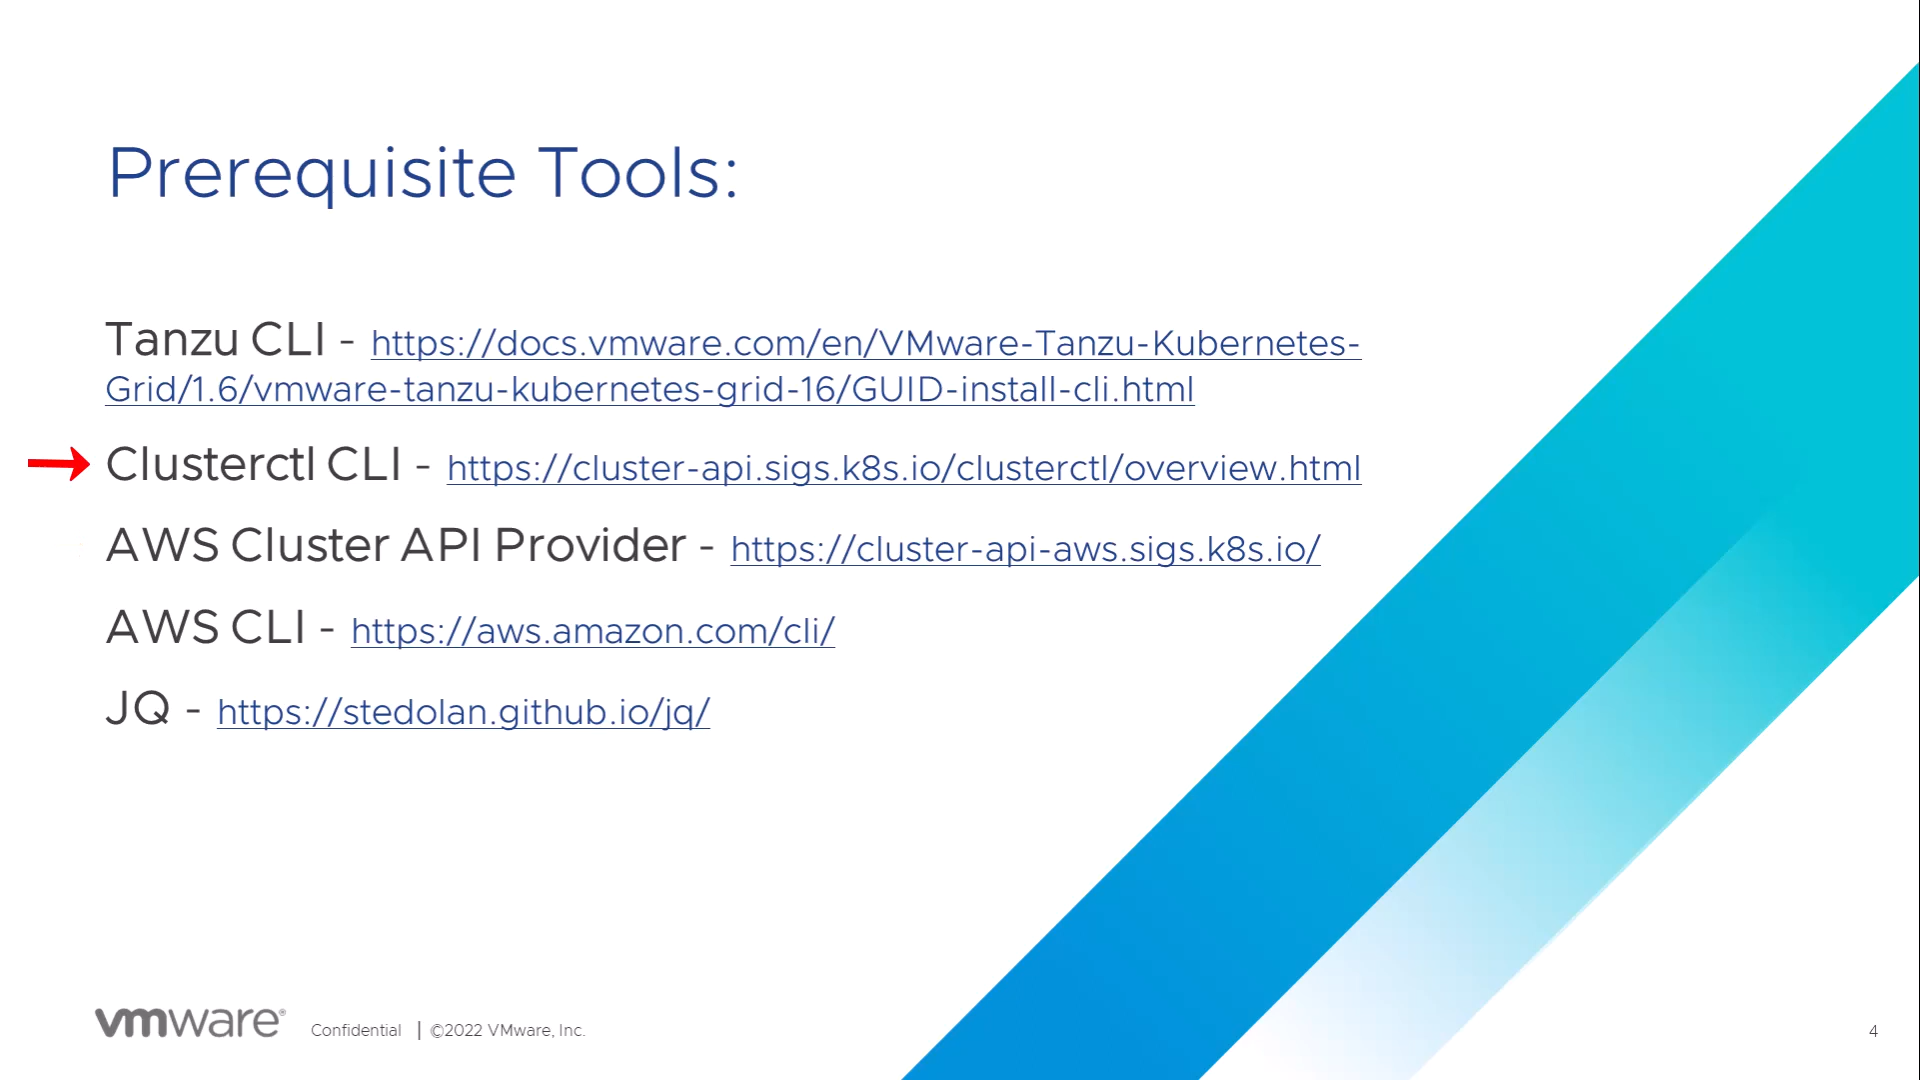 Prerequisite Tools:
Tanzu CLI - https://docs.vmware.com/en/VMware-Tanzu-Kubernetes-
Grid/1.6/vmware-tanzu-kubernetes-grid-16/GUID-install-cli.html
Clusterctl CLI - https://cluster-api.sigs.k8s.io/clusterctl/overview.html
AWS Cluster API Provider - https://cluster-api-aws.sigs.k8s.io/
AWS CLI - https://aws.amazon.com/cli/
JQ - https://stedolan.github.io/jq/
vmware® Confidential | ©2022 VMware, Inc. 4